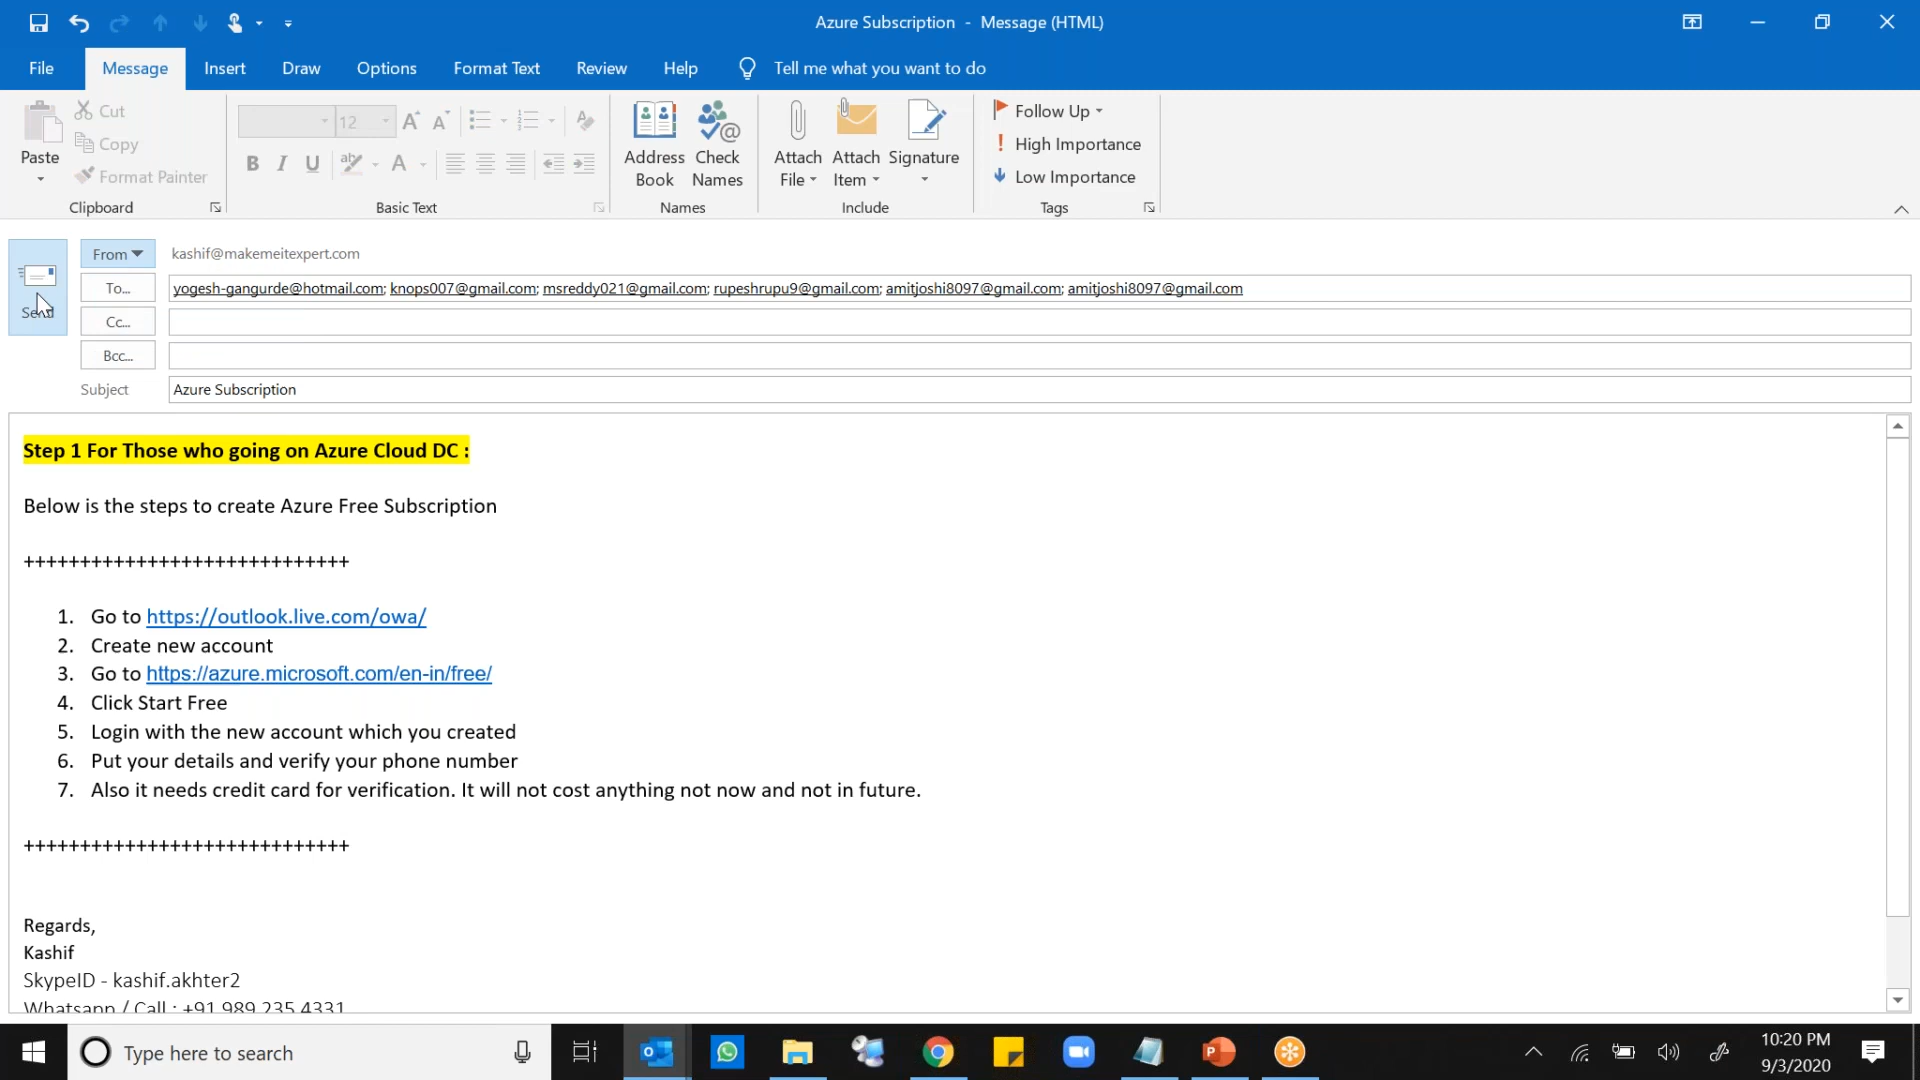 Azure Subscription - Message (HTML)
File Message Insert Draw Options Format Text Review Help Tell me what you want to do
Paste
Cut
Copy
Format Painter
Clipboard
12
B I U
Basic Text
Address Book
Check Names
Names
Attach File
Attach Item
Signature
Include
Follow Up
High Importance
Low Importance
Tags
Send
From kashif@makemeitexpert.com
To... yogesh-gangurde@hotmail.com; knops007@gmail.com; msreddy021@gmail.com; rupeshrupu9@gmail.com; amitjoshi8097@gmail.com; amitjoshi8097@gmail.com
Cc...
Bcc...
Subject Azure Subscription
Step 1 For Those who going on Azure Cloud DC :
Below is the steps to create Azure Free Subscription
+++++++++++++++++++++++++++++
1. Go to https://outlook.live.com/owa/
2. Create new account
3. Go to https://azure.microsoft.com/en-in/free/
4. Click Start Free
5. Login with the new account which you created
6. Put your details and verify your phone number
7. Also it needs credit card for verification. It will not cost anything not now and not in future.
+++++++++++++++++++++++++++++
Regards,
Kashif
SkypeID - kashif.akhter2
Whatsapp / Call : +91 989 235 4331
Type here to search
10:20 PM
9/3/2020